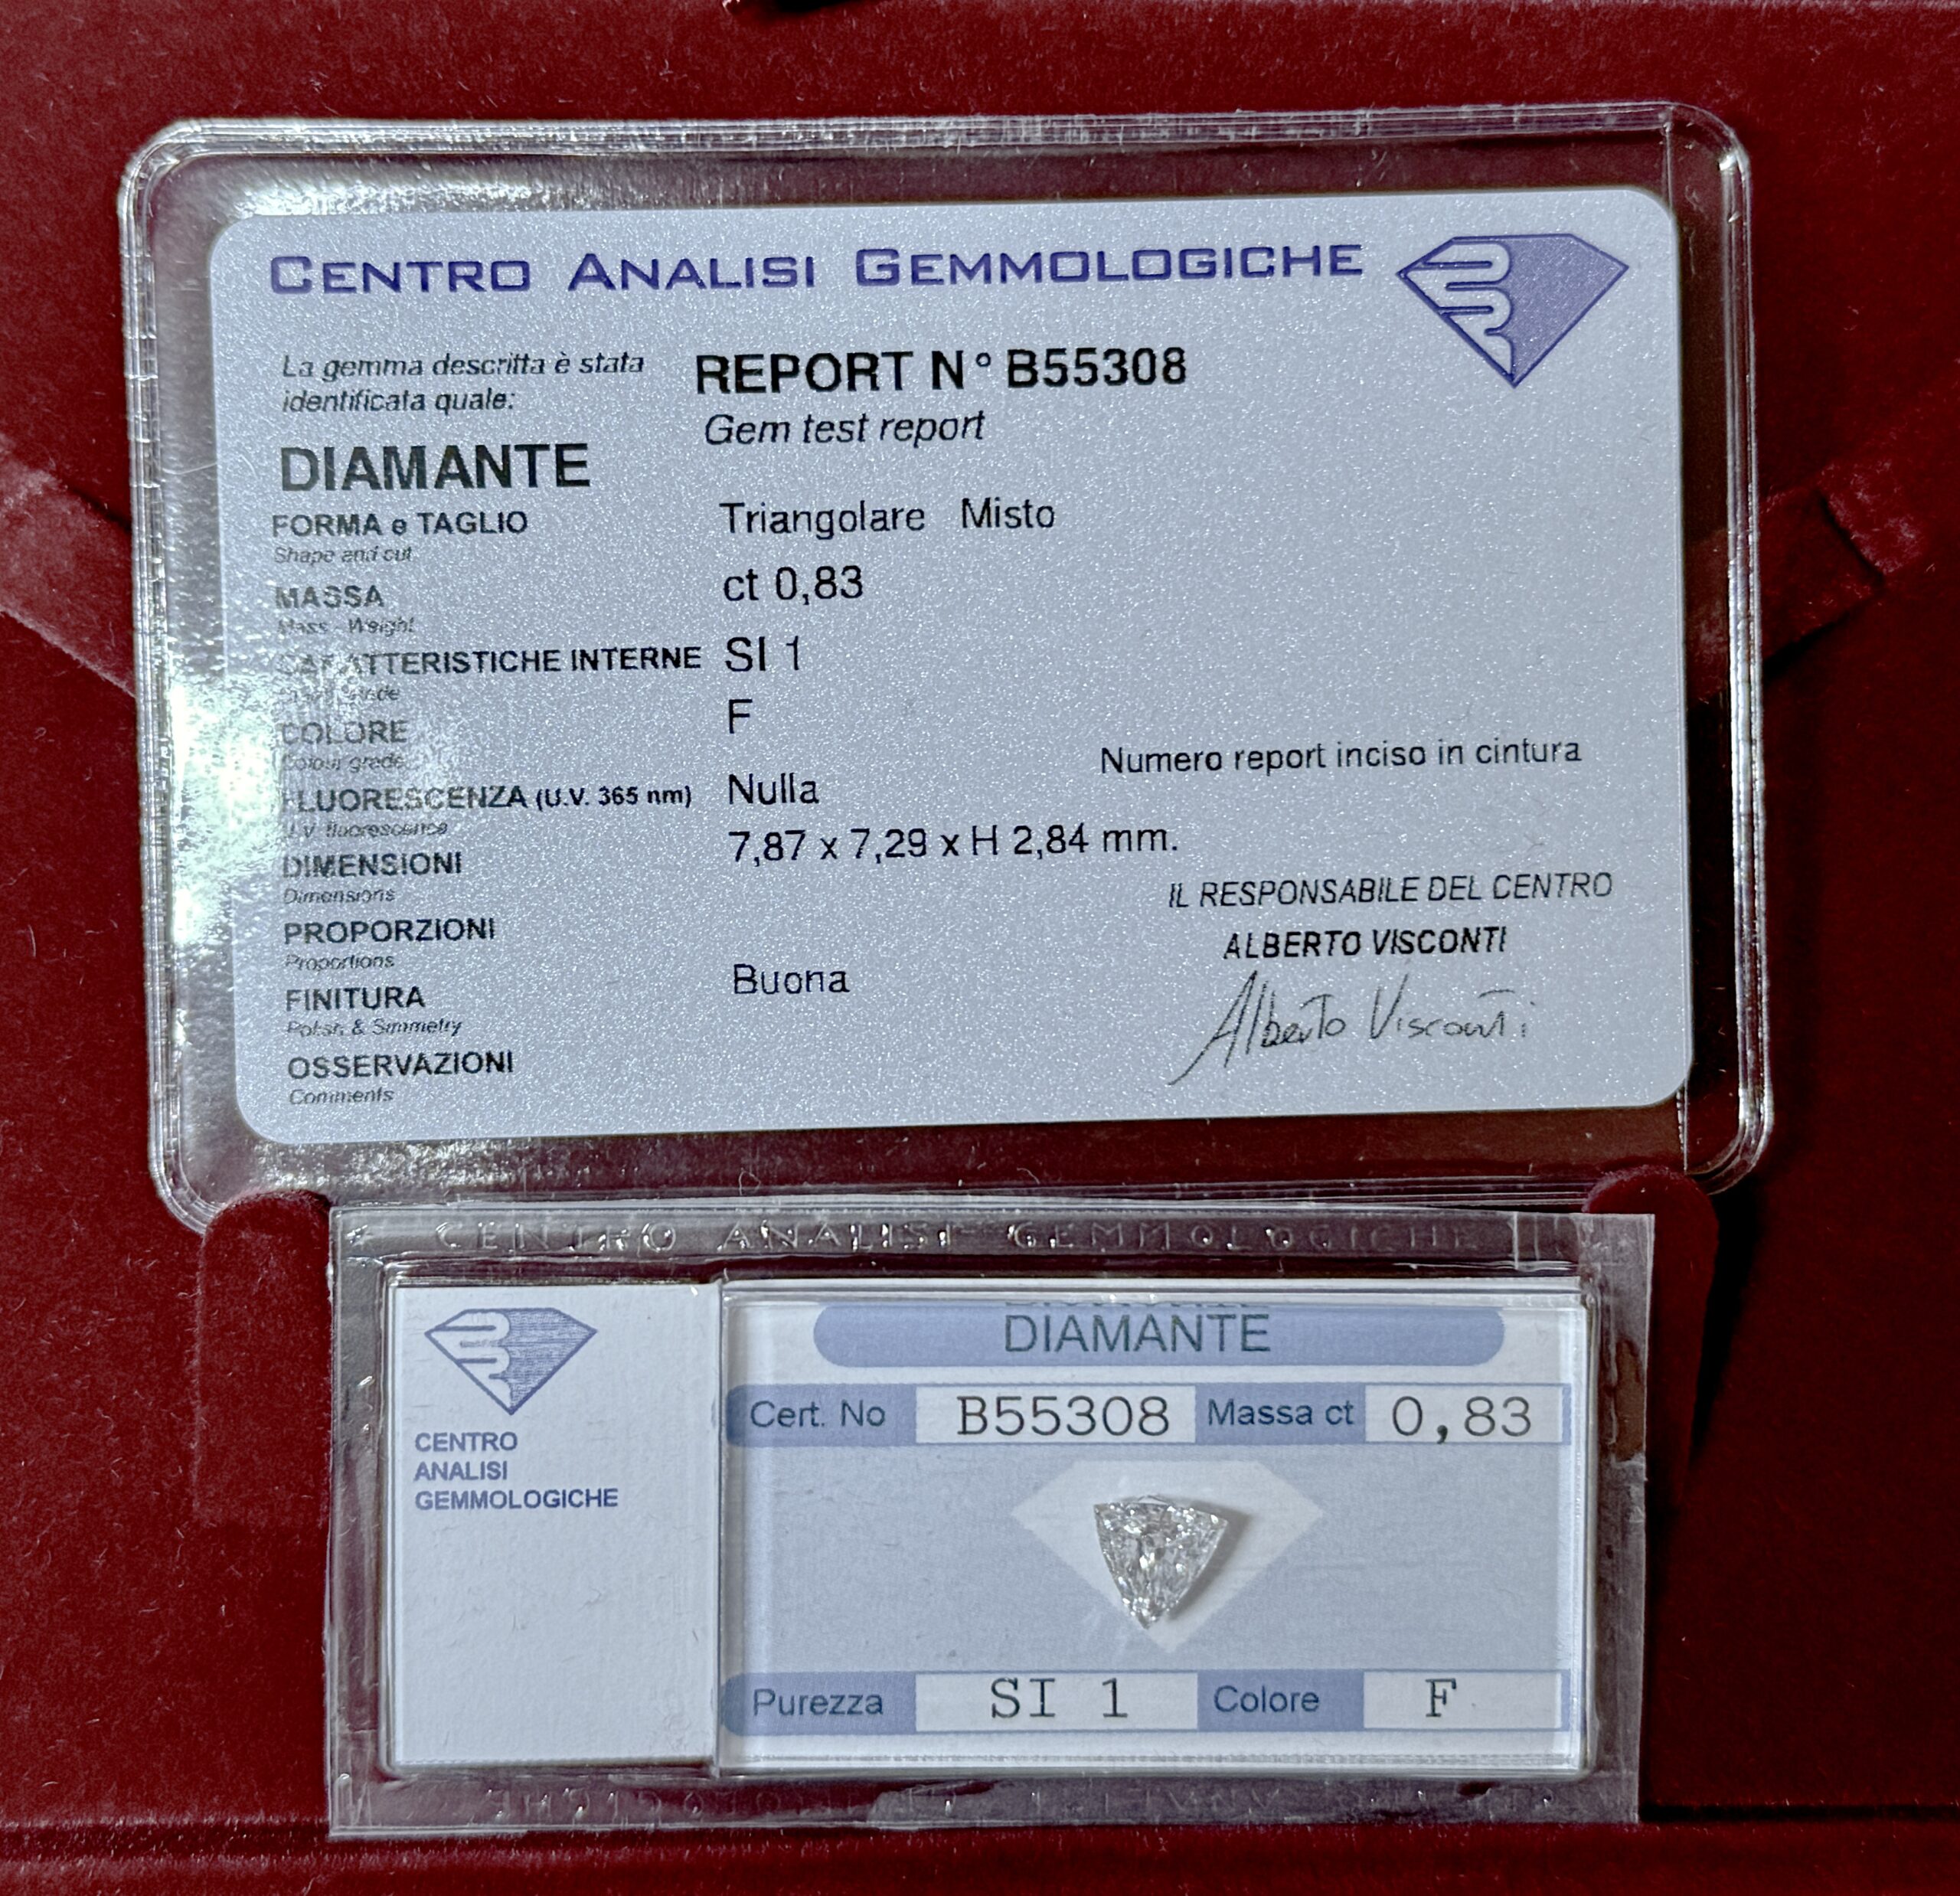 CENTRO ANALISI GEMMOLOGICHE
La gemma descritta è stata
identificata quale:
REPORT N° B55308
Gem test report
DIAMANTE
FORMA e TAGLIO Triangolare Misto
Shape and cut
MASSA ct 0,83
Mass - Weight
CARATTERISTICHE INTERNE SI 1
COLORE F
Colour grade
Numero report inciso in cintura
FLUORESCENZA (U.V. 365 nm) Nulla
U.V. fluorescence
DIMENSIONI 7,87 x 7,29 x H 2,84 mm.
Dimensions
IL RESPONSABILE DEL CENTRO
PROPORZIONI
Proportions
ALBERTO VISCONTI
FINITURA Buona
Polish & Simmetry
Alberto Visconti
OSSERVAZIONI
Comments
CENTRO ANALISI GEMMOLOGICHE
DIAMANTE
Cert. No B55308 Massa ct 0,83
CENTRO
ANALISI
GEMMOLOGICHE
Purezza SI 1 Colore F